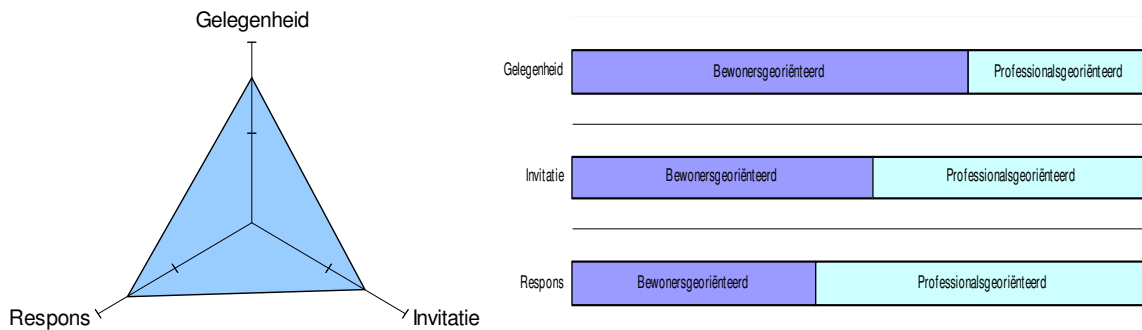 Gelegenheid
Respons
Invitatie
Gelegenheid
Bewonersgeoriënteerd
Professionalsgeoriënteerd
Invitatie
Bewonersgeoriënteerd
Professionalsgeoriënteerd
Respons
Bewonersgeoriënteerd
Professionalsgeoriënteerd